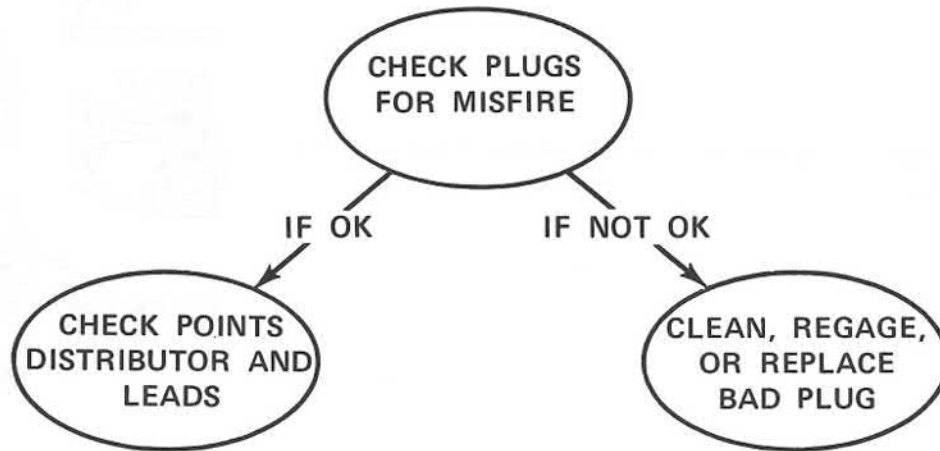 CHECK PLUGS
FOR MISFIRE
IF OK
IF NOT OK
CHECK POINTS
DISTRIBUTOR AND
LEADS
CLEAN, REGAGE,
OR REPLACE
BAD PLUG